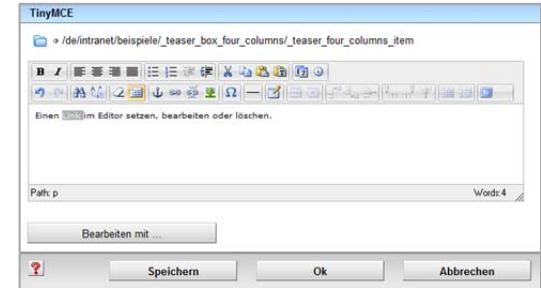 TinyMCE
/de/intranet/beispiele/_teaser_box_four_columns/_teaser_four_columns_item
B I
Einen Link im Editor setzen, bearbeiten oder löschen.
Path: p Words:4
Bearbeiten mit ...
? Speichern Ok Abbrechen